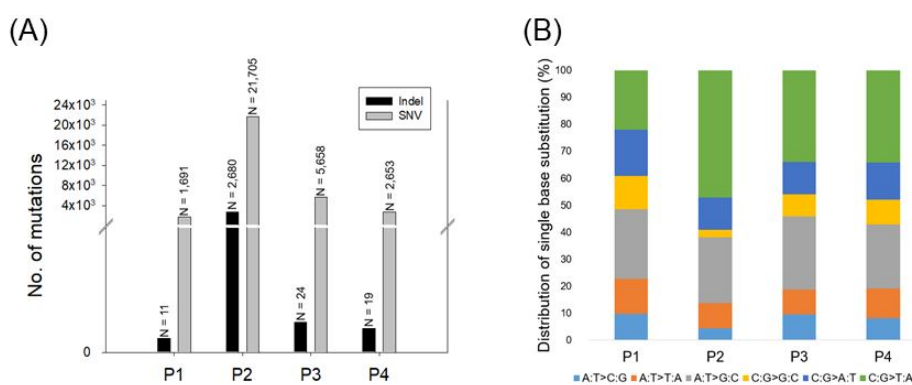 (A)
No. of mutations
24x10³
20x10³
16x10³
12x10³
8x10³
4x10³
0
Indel
SNV
N = 11
N = 1,691
N = 2,680
N = 21,705
N = 24
N = 5,658
N = 19
N = 2,653
P1 P2 P3 P4
(B)
Distribution of single base substitution (%)
100
90
80
70
60
50
40
30
20
10
0
P1 P2 P3 P4
A:T>C:G A:T>T:A A:T>G:C C:G>G:C C:G>A:T C:G>T:A